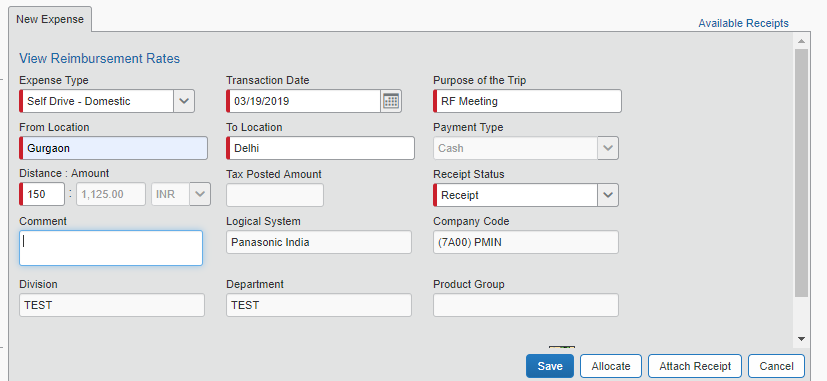 New Expense
Available Receipts
View Reimbursement Rates
Expense Type Transaction Date Purpose of the Trip
Self Drive - Domestic 03/19/2019 RF Meeting
From Location To Location Payment Type
Gurgaon Delhi Cash
Distance : Amount Tax Posted Amount Receipt Status
150 : 1,125.00 INR Receipt
Comment Logical System Company Code
Panasonic India (7A00) PMIN
Division Department Product Group
TEST TEST
Save Allocate Attach Receipt Cancel